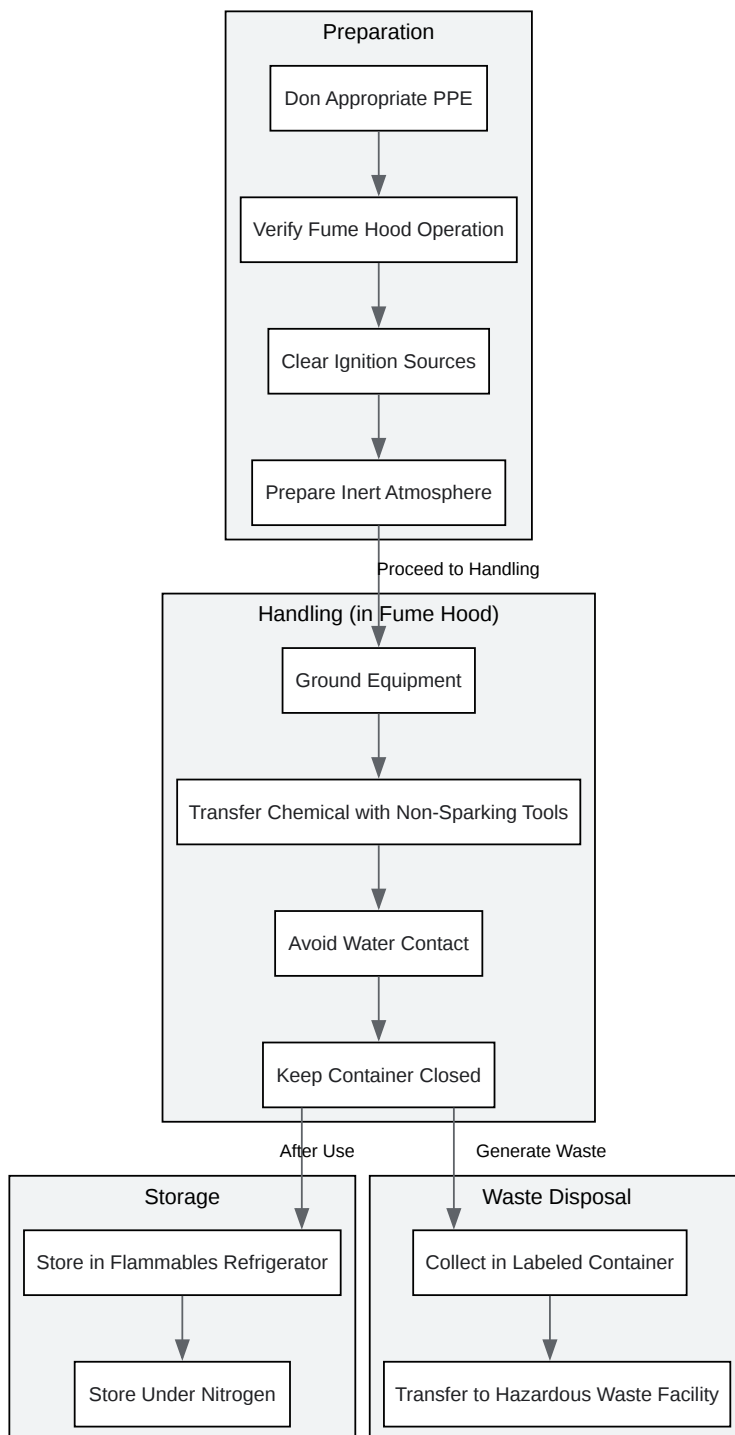 Preparation
Don Appropriate PPE
Verify Fume Hood Operation
Clear Ignition Sources
Prepare Inert Atmosphere
Proceed to Handling
Handling (in Fume Hood)
Ground Equipment
Transfer Chemical with Non-Sparking Tools
Avoid Water Contact
Keep Container Closed
After Use
Generate Waste
Storage
Store in Flammables Refrigerator
Store Under Nitrogen
Waste Disposal
Collect in Labeled Container
Transfer to Hazardous Waste Facility